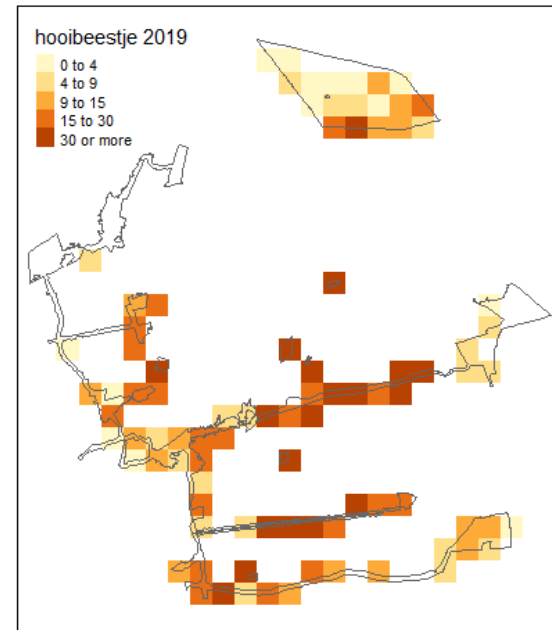 hooibeestje 2019
0 to 4
4 to 9
9 to 15
15 to 30
30 or more